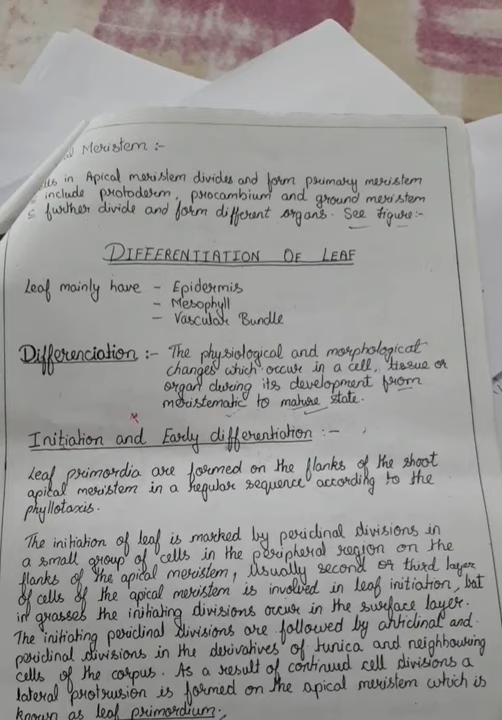 Meristem :-
in Apical meristem divides and form primary meristem
include protoderm, procambium and ground meristem
further divide and form different organs. See figure:-
DIFFERENTIATION OF LEAF
Leaf mainly have - Epidermis
- Mesophyll
- Vascular Bundle
Differenciation :- The physiological and morphological
changes which occur in a cell, tissue or
organ during its development from
meristematic to mature state.
Initiation and Early differentiation :-
Leaf primordia are formed on the flanks of the shoot
apical meristem in a regular sequence according to the
phyllotaxis.
The initiation of leaf is marked by periclinal divisions in
a small group of cells in the peripheral region on the
flanks of the apical meristem, Usually second or third layer
of cells of the apical meristem is involved in leaf initiation, but
in grasses the initiating divisions occur in the surface layer.
The initiating periclinal divisions are followed by anticlinal and
periclinal divisions in the derivatives of tunica and neighbouring
cells of the corpus. As a result of continued cell divisions a
lateral protrusion is formed on the apical meristem which is
known as leaf primordium: